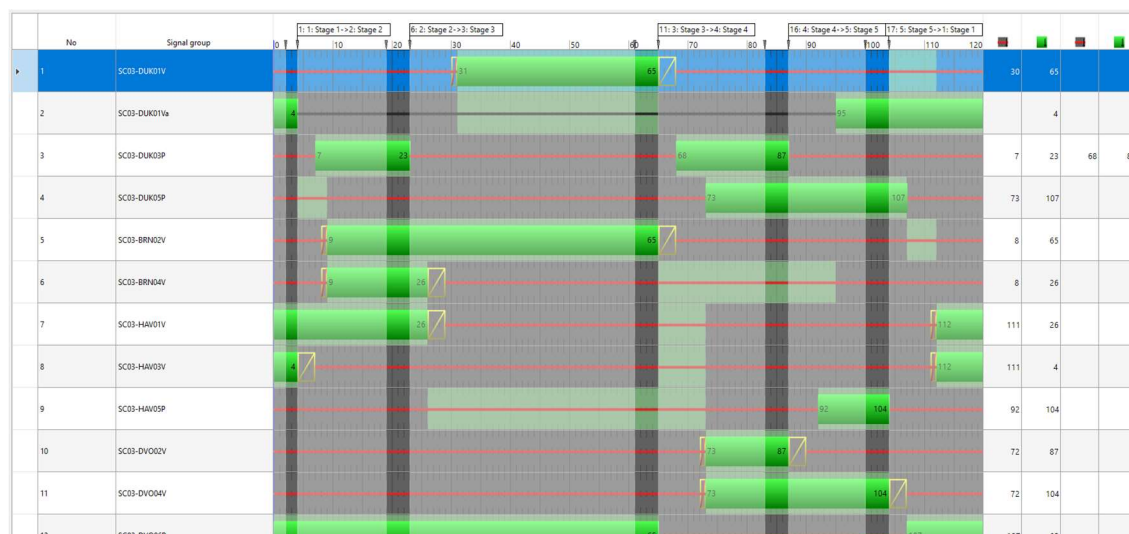 1: 1: Stage 1->2: Stage 2 6: 2: Stage 2->3: Stage 3 11: 3: Stage 3->4: Stage 4 16: 4: Stage 4->5: Stage 5 17: 5: Stage 5->1: Stage 1
No Signal group 0 10 20 30 40 50 60 70 80 90 100 110 120
1 SC03-DUK01V 31 65 30 65
2 SC03-DUK01Va 4 95 4
3 SC03-DUK03P 7 23 68 87 7 23 68
4 SC03-DUK05P 73 107 73 107
5 SC03-BRN02V 9 65 8 65
6 SC03-BRN04V 9 26 8 26
7 SC03-HAV01V 26 112 111 26
8 SC03-HAV03V 4 112 111 4
9 SC03-HAV05P 92 104 92 104
10 SC03-DVO02V 73 87 72 87
11 SC03-DVO04V 73 104 72 104